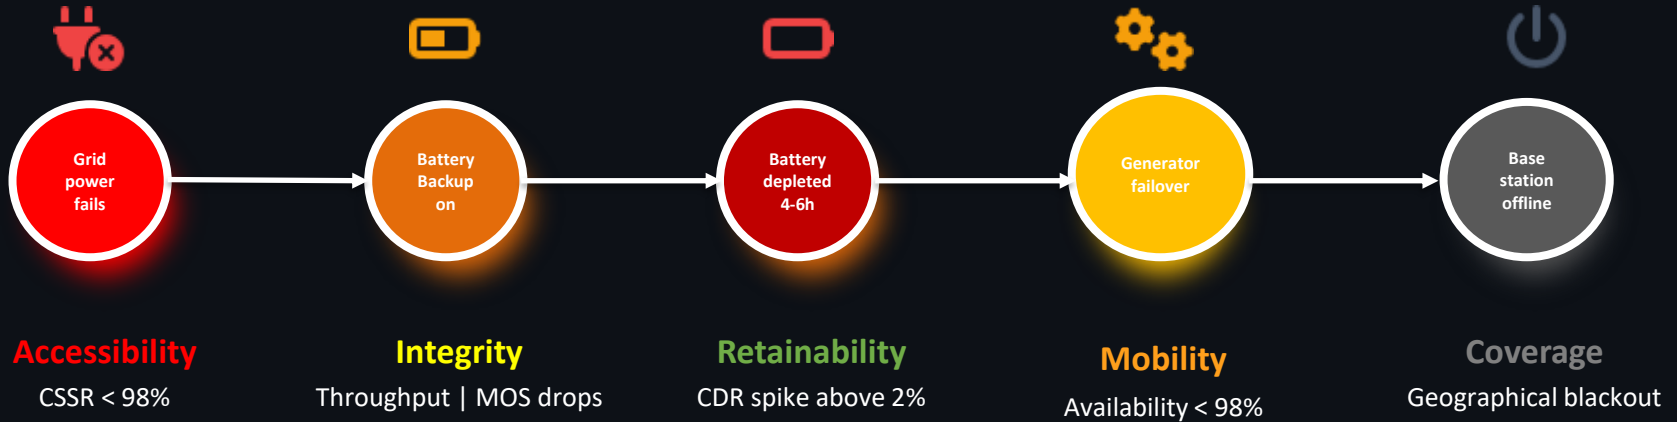 Grid
power
fails
Battery
Backup
on
Battery
depleted
4-6h
Generator
failover
Base
station
offline
Accessibility
CSSR < 98%
Integrity
Throughput | MOS drops
Retainability
CDR spike above 2%
Mobility
Availability < 98%
Coverage
Geographical blackout